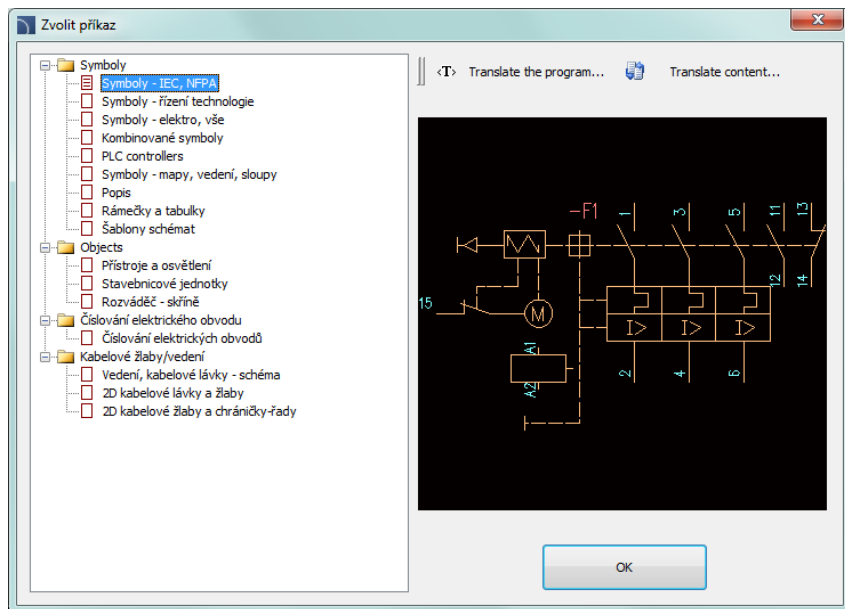 Zvolit příkaz
Symboly
Symboly - IEC, NFPA
Symboly - řízení technologie
Symboly - elektro, vše
Kombinované symboly
PLC controllers
Symboly - mapy, vedení, sloupy
Popis
Rámečky a tabulky
Šablony schémat
Objects
Přístroje a osvětlení
Stavebnicové jednotky
Rozváděč - skříně
Číslování elektrického obvodu
Číslování elektrických obvodů
Kabelové žlaby/vedení
Vedení, kabelové lávky - schéma
2D kabelové lávky a žlaby
2D kabelové žlaby a chráničky-řady
<T> Translate the program... Translate content...
-F1 1 3 5 11 13
12 14
15
M
I> I> I>
A1
A2
2 4 6
OK